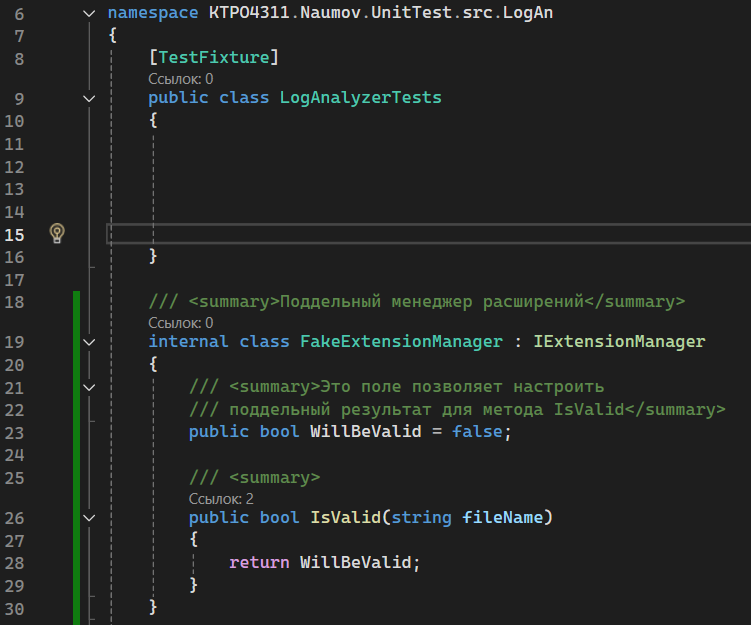 6 namespace KTPO4311.Naumov.UnitTest.src.LogAn
7 {
8 [TestFixture]
Ссылок: 0
9 public class LogAnalyzerTests
10 {
11
12
13
14
15
16 }
17
18 /// <summary>Поддельный менеджер расширений</summary>
Ссылок: 0
19 internal class FakeExtensionManager : IExtensionManager
20 {
21 /// <summary>Это поле позволяет настроить
22 /// поддельный результат для метода IsValid</summary>
23 public bool WillBeValid = false;
24
25 /// <summary>
Ссылок: 2
26 public bool IsValid(string fileName)
27 {
28 return WillBeValid;
29 }
30 }